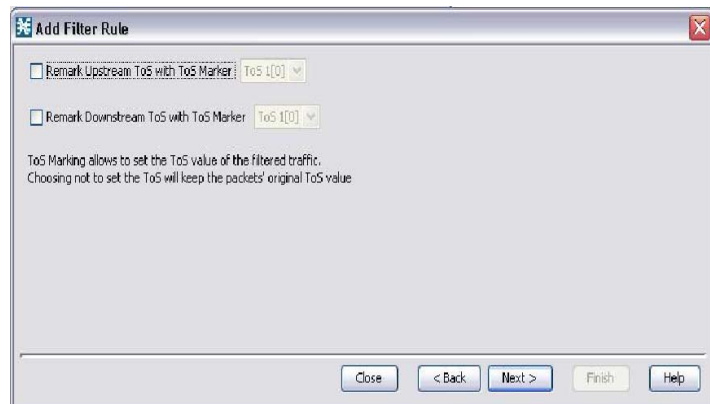 Add Filter Rule
Remark Upstream ToS with ToS Marker ToS 1[0]
Remark Downstream ToS with ToS Marker ToS 1[0]
ToS Marking allows to set the ToS value of the filtered traffic.
Choosing not to set the ToS will keep the packets' original ToS value
Close < Back Next > Finish Help